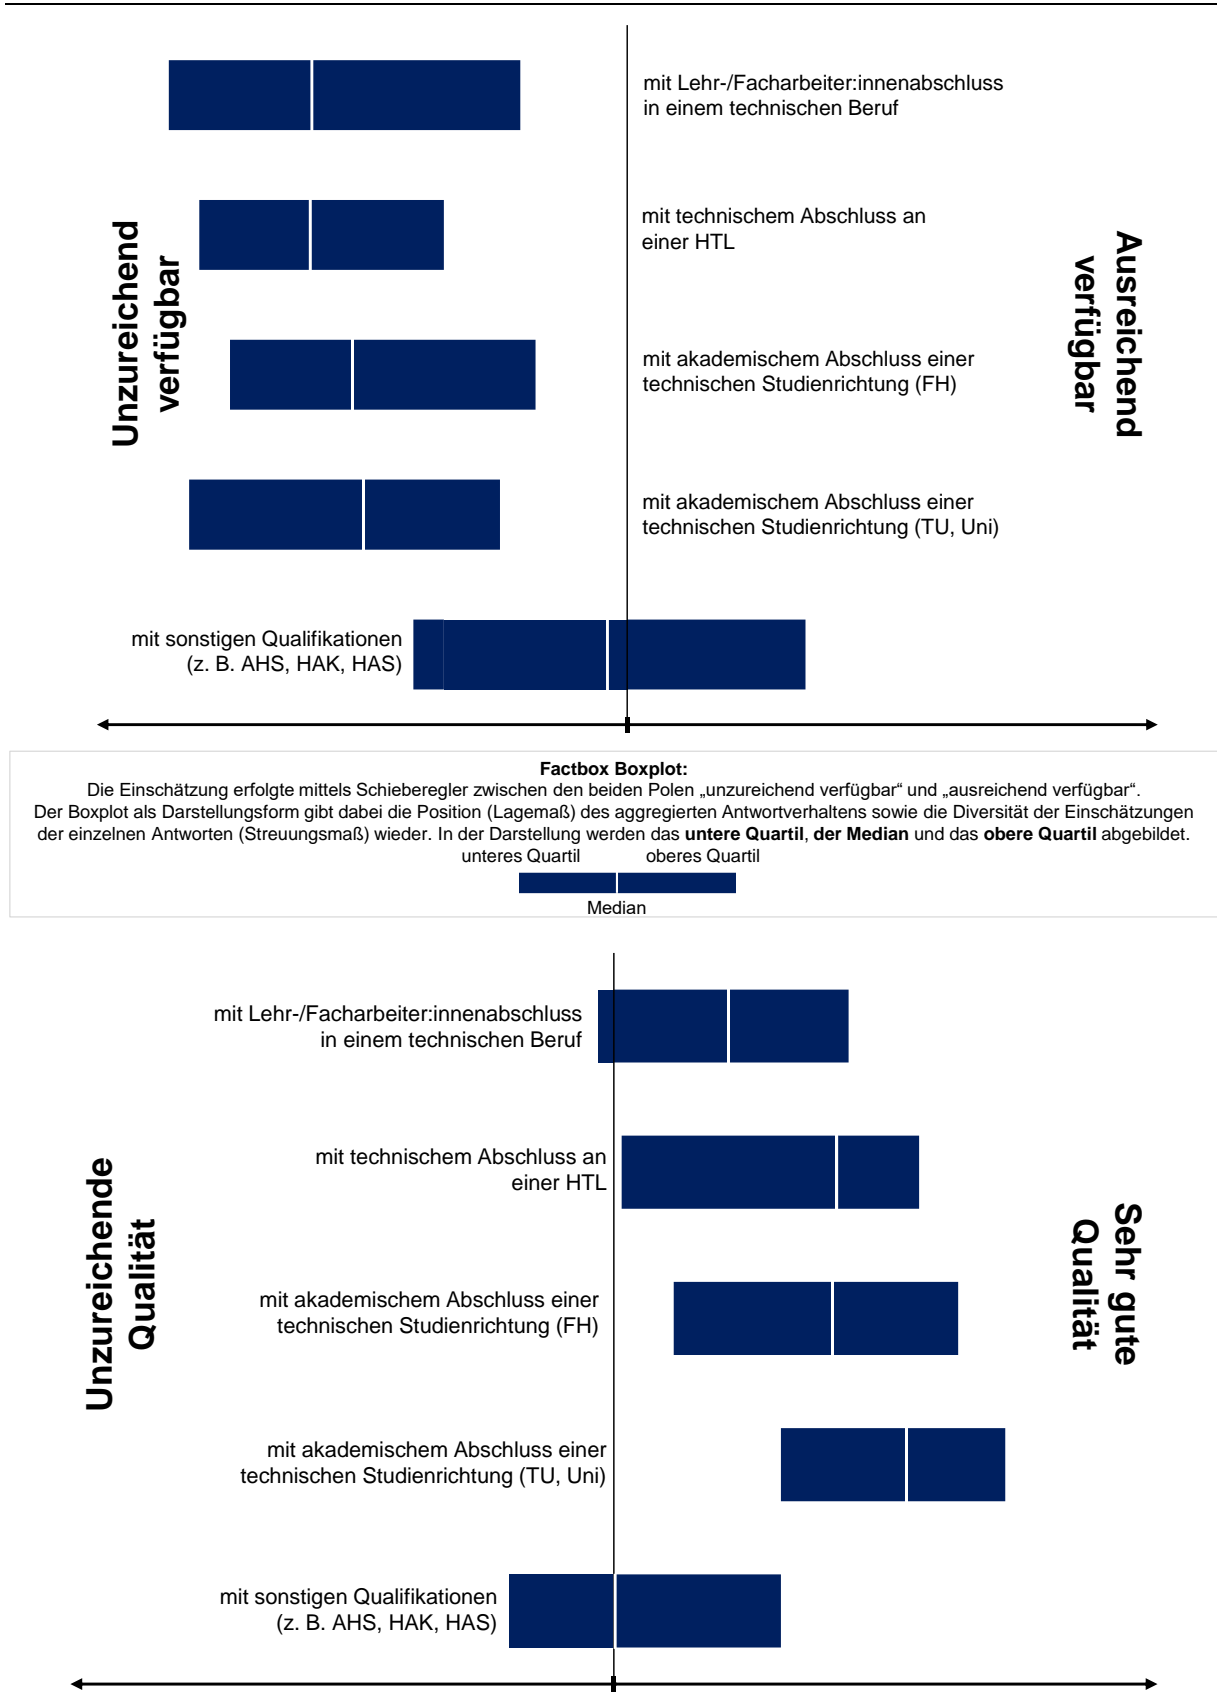 mit Lehr-/Facharbeiter:innenabschluss
in einem technischen Beruf
mit technischem Abschluss an
einer HTL
Unzureichend
verfügbar
Ausreichend
verfügbar
mit akademischem Abschluss einer
technischen Studienrichtung (FH)
mit akademischem Abschluss einer
technischen Studienrichtung (TU, Uni)
mit sonstigen Qualifikationen
(z. B. AHS, HAK, HAS)
Factbox Boxplot:
Die Einschätzung erfolgte mittels Schieberegler zwischen den beiden Polen „unzureichend verfügbar“ und „ausreichend verfügbar“.
Der Boxplot als Darstellungsform gibt dabei die Position (Lagemaß) des aggregierten Antwortverhaltens sowie die Diversität der Einschätzungen
der einzelnen Antworten (Streuungsmaß) wieder. In der Darstellung werden das untere Quartil, der Median und das obere Quartil abgebildet.
unteres Quartil oberes Quartil
Median
mit Lehr-/Facharbeiter:innenabschluss
in einem technischen Beruf
mit technischem Abschluss an
einer HTL
Unzureichende
Qualität
Sehr gute
Qualität
mit akademischem Abschluss einer
technischen Studienrichtung (FH)
mit akademischem Abschluss einer
technischen Studienrichtung (TU, Uni)
mit sonstigen Qualifikationen
(z. B. AHS, HAK, HAS)